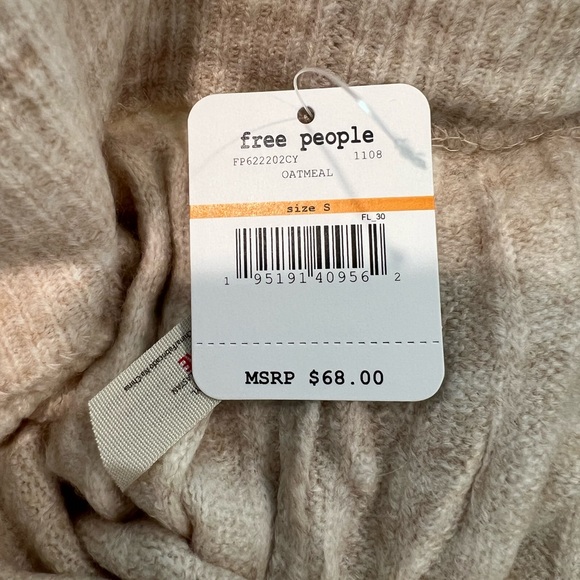 free people
FP622202CY 1108
OATMEAL
size S
FL_30
1 95191 40956 2
MSRP $68.00